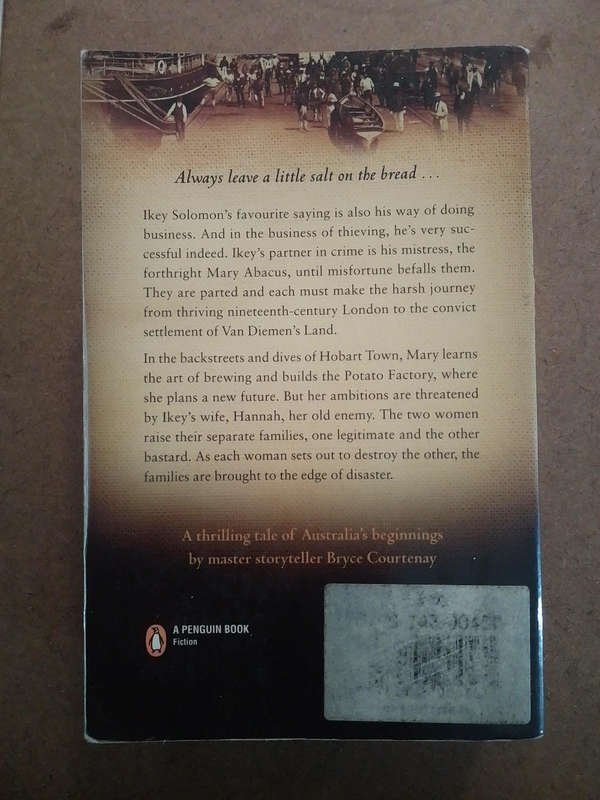 Always leave a little salt on the bread . . .
Ikey Solomon's favourite saying is also his way of doing
business. And in the business of thieving, he's very suc-
cessful indeed. Ikey's partner in crime is his mistress, the
forthright Mary Abacus, until misfortune befalls them.
They are parted and each must make the harsh journey
from thriving nineteenth-century London to the convict
settlement of Van Diemen's Land.
In the backstreets and dives of Hobart Town, Mary learns
the art of brewing and builds the Potato Factory, where
she plans a new future. But her ambitions are threatened
by Ikey's wife, Hannah, her old enemy. The two women
raise their separate families, one legitimate and the other
bastard. As each woman sets out to destroy the other, the
families are brought to the edge of disaster.
A thrilling tale of Australia's beginnings
by master storyteller Bryce Courtenay
A PENGUIN BOOK
Fiction